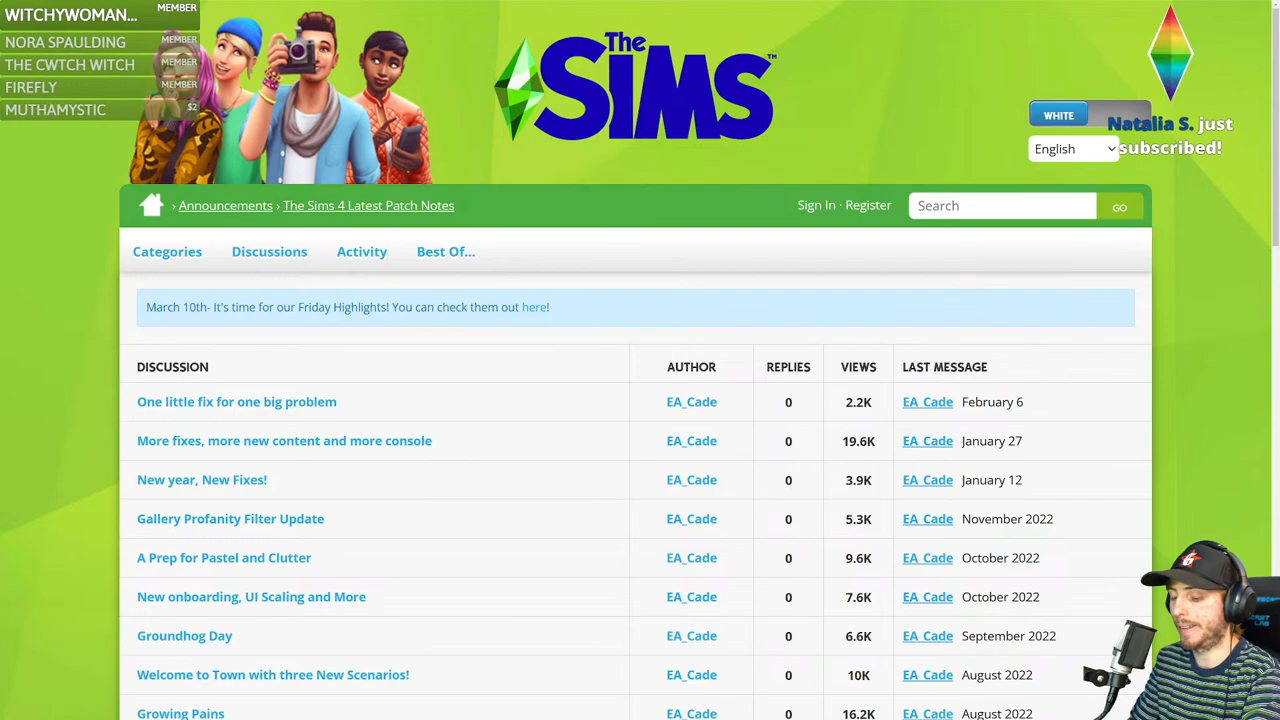 WITCHYWOMAN... MEMBER
NORA SPAULDING MEMBER
THE CWTCH WITCH MEMBER
FIREFLY MEMBER
MUTHAMYSTIC $2
The SIMS™
WHITE
Natalia S. just subscribed!
English
› Announcements › The Sims 4 Latest Patch Notes
Sign In · Register
Search
GO
Categories Discussions Activity Best Of...
March 10th- It's time for our Friday Highlights! You can check them out here!
DISCUSSION AUTHOR REPLIES VIEWS LAST MESSAGE
One little fix for one big problem EA_Cade 0 2.2K EA_Cade February 6
More fixes, more new content and more console EA_Cade 0 19.6K EA_Cade January 27
New year, New Fixes! EA_Cade 0 3.9K EA_Cade January 12
Gallery Profanity Filter Update EA_Cade 0 5.3K EA_Cade November 2022
A Prep for Pastel and Clutter EA_Cade 0 9.6K EA_Cade October 2022
New onboarding, UI Scaling and More EA_Cade 0 7.6K EA_Cade October 2022
Groundhog Day EA_Cade 0 6.6K EA_Cade September 2022
Welcome to Town with three New Scenarios! EA_Cade 0 10K EA_Cade August 2022
Growing Pains EA_Cade 0 16.2K EA_Cade August 2022